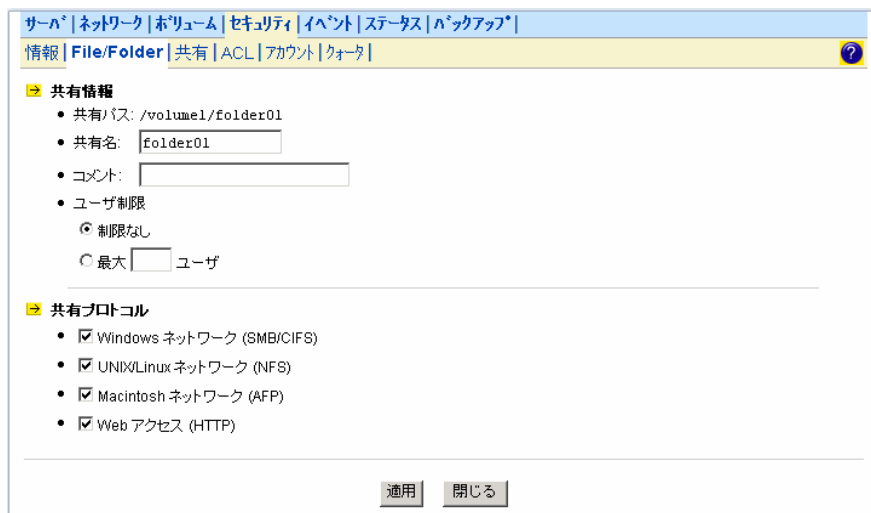 サーバ|ネットワーク|ボリューム|セキュリティ|イベント|ステータス|バックアップ|
情報|File/Folder|共有|ACL|アカウント|クォータ| ?
共有情報
共有パス: /volume1/folder01
共有名: folder01
コメント:
ユーザ制限
制限なし
最大 ユーザ
共有プロトコル
Windows ネットワーク (SMB/CIFS)
UNIX/Linux ネットワーク (NFS)
Macintosh ネットワーク (AFP)
Web アクセス (HTTP)
適用 閉じる